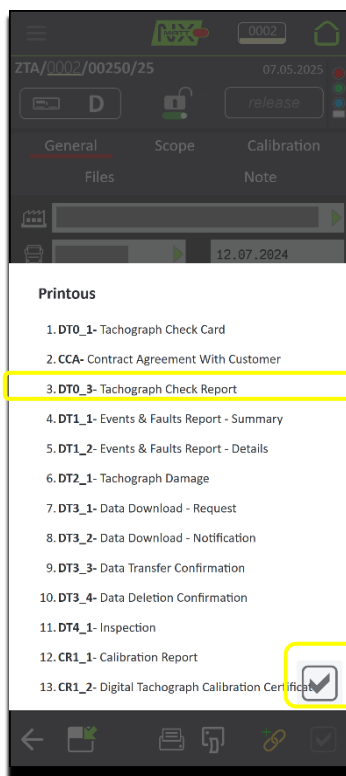 NXMATT
0002
ZTA/0002/00250/25 07.05.2025
D release
General Scope Calibration
Files Note
12.07.2024
Printous
1. DT0_1- Tachograph Check Card
2. CCA- Contract Agreement With Customer
3. DT0_3- Tachograph Check Report
4. DT1_1- Events & Faults Report - Summary
5. DT1_2- Events & Faults Report - Details
6. DT2_1- Tachograph Damage
7. DT3_1- Data Download - Request
8. DT3_2- Data Download - Notification
9. DT3_3- Data Transfer Confirmation
10. DT3_4- Data Deletion Confirmation
11. DT4_1- Inspection
12. CR1_1- Calibration Report
13. CR1_2- Digital Tachograph Calibration Certificate
D